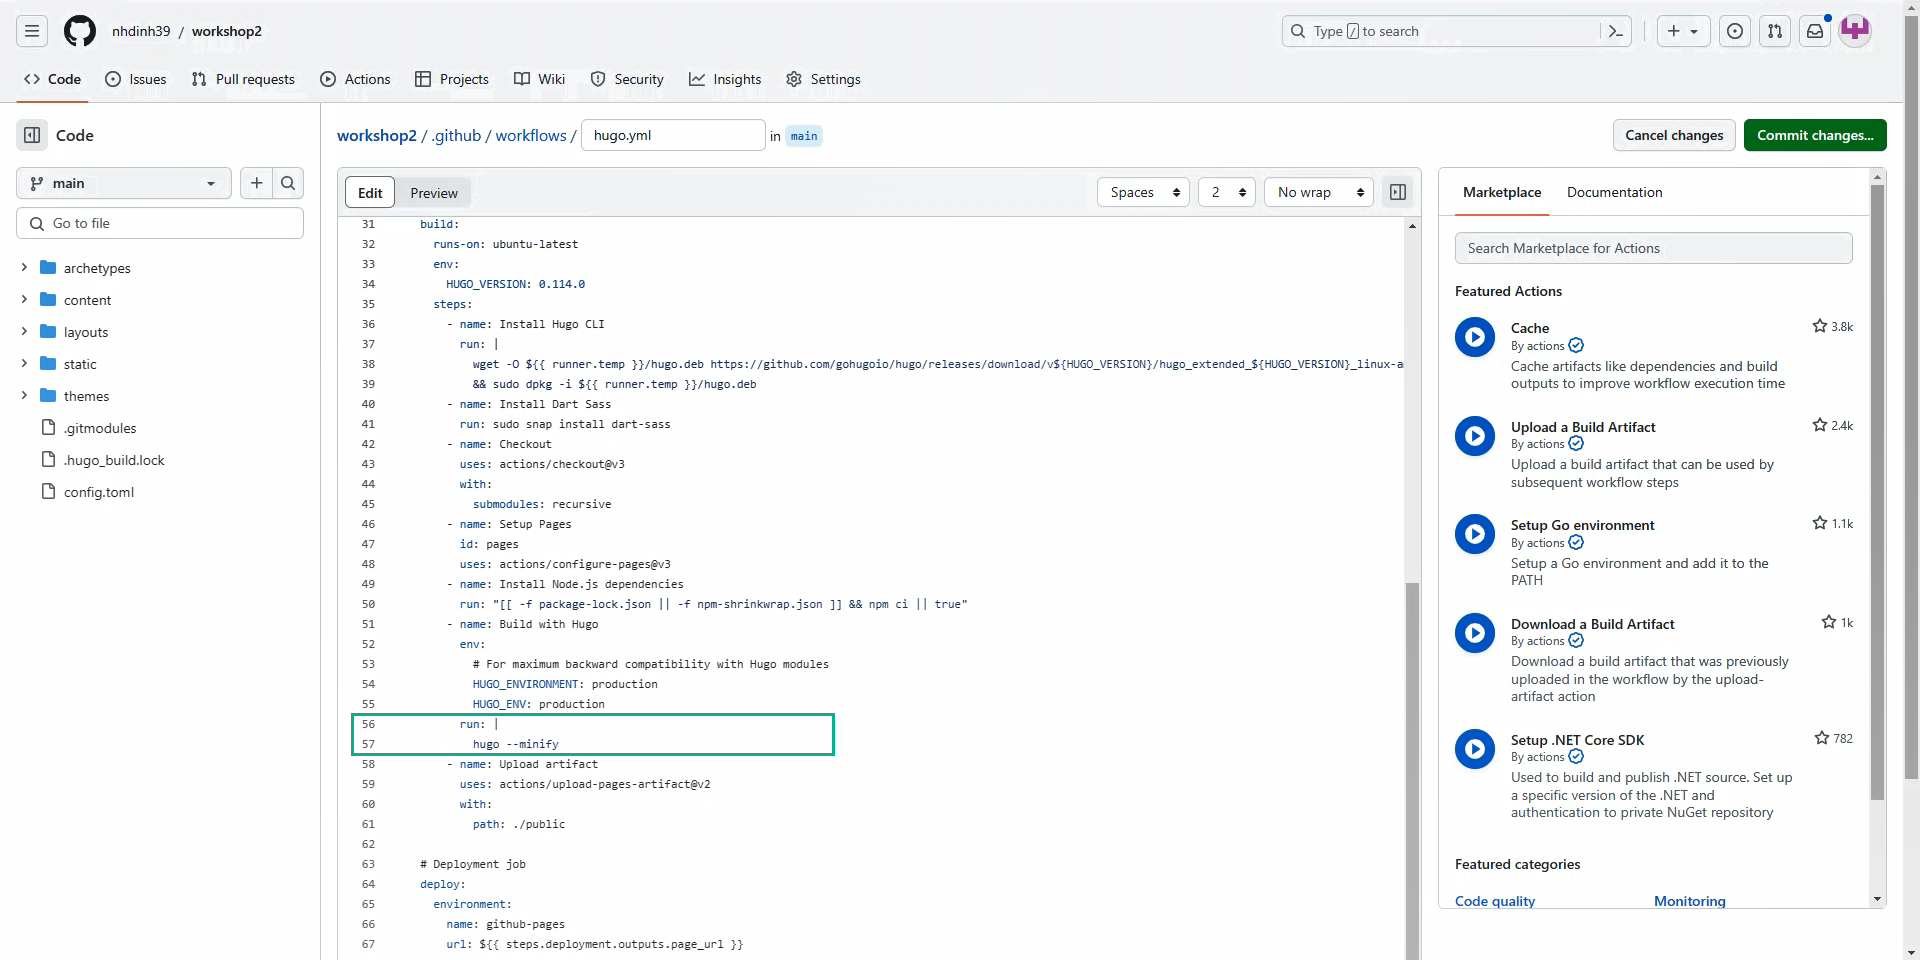 nhdinh39 / workshop2
Type / to search
Code
Issues
Pull requests
Actions
Projects
Wiki
Security
Insights
Settings
Code
main
Go to file
archetypes
content
layouts
static
themes
.gitmodules
.hugo_build.lock
config.toml
workshop2 / .github / workflows / hugo.yml in main
Cancel changes
Commit changes...
Edit
Preview
Spaces
2
No wrap
31 build:
32 runs-on: ubuntu-latest
33 env:
34 HUGO_VERSION: 0.114.0
35 steps:
36 - name: Install Hugo CLI
37 run: |
38 wget -O ${{ runner.temp }}/hugo.deb https://github.com/gohugoio/hugo/releases/download/v${HUGO_VERSION}/hugo_extended_${HUGO_VERSION}_linux-a
39 && sudo dpkg -i ${{ runner.temp }}/hugo.deb
40 - name: Install Dart Sass
41 run: sudo snap install dart-sass
42 - name: Checkout
43 uses: actions/checkout@v3
44 with:
45 submodules: recursive
46 - name: Setup Pages
47 id: pages
48 uses: actions/configure-pages@v3
49 - name: Install Node.js dependencies
50 run: "[[ -f package-lock.json || -f npm-shrinkwrap.json ]] && npm ci || true"
51 - name: Build with Hugo
52 env:
53 # For maximum backward compatibility with Hugo modules
54 HUGO_ENVIRONMENT: production
55 HUGO_ENV: production
56 run: |
57 hugo --minify
58 - name: Upload artifact
59 uses: actions/upload-pages-artifact@v2
60 with:
61 path: ./public
62
63 # Deployment job
64 deploy:
65 environment:
66 name: github-pages
67 url: ${{ steps.deployment.outputs.page_url }}
Marketplace
Documentation
Search Marketplace for Actions
Featured Actions
Cache
3.8k
By actions
Cache artifacts like dependencies and build
outputs to improve workflow execution time
Upload a Build Artifact
2.4k
By actions
Upload a build artifact that can be used by
subsequent workflow steps
Setup Go environment
1.1k
By actions
Setup a Go environment and add it to the
PATH
Download a Build Artifact
1k
By actions
Download a build artifact that was previously
uploaded in the workflow by the upload-
artifact action
Setup .NET Core SDK
782
By actions
Used to build and publish .NET source. Set up
a specific version of the .NET and
authentication to private NuGet repository
Featured categories
Code quality
Monitoring